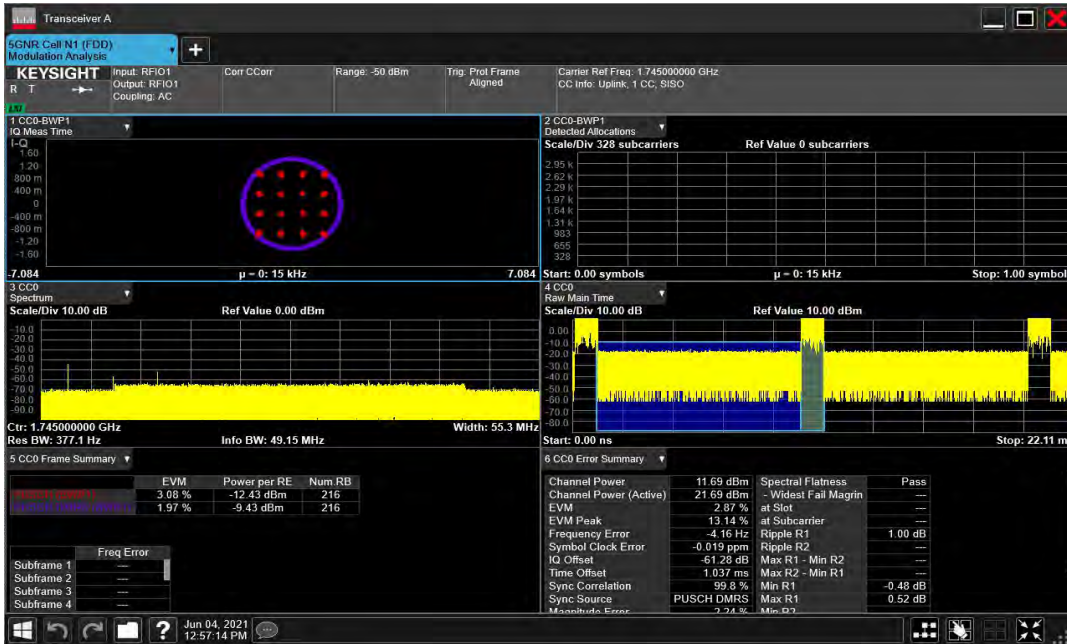 Transceiver A
5GNR Cell N1 (FDD)
Modulation Analysis
+
KEYSIGHT
R T
Input: RFIO1
Output: RFIO1
Coupling: AC
Corr CCorr
Range: -50 dBm
Trig: Prot Frame
Aligned
Carrier Ref Freq: 1.745000000 GHz
CC Info: Uplink, 1 CC, SISO
1 CC0-BWP1
IQ Meas Time
I-Q
1.60
1.20
800 m
400 m
0
-400 m
-800 m
-1.20
-1.60
-7.084
µ = 0: 15 kHz
7.084
2 CC0-BWP1
Detected Allocations
Scale/Div 328 subcarriers
Ref Value 0 subcarriers
2.95 k
2.62 k
2.29 k
1.97 k
1.64 k
1.31 k
983
655
328
Start: 0.00 symbols
µ = 0: 15 kHz
Stop: 1.00 symbol
3 CC0
Spectrum
Scale/Div 10.00 dB
Ref Value 0.00 dBm
-10.0
-20.0
-30.0
-40.0
-50.0
-60.0
-70.0
-80.0
-90.0
Ctr: 1.745000000 GHz
Width: 55.3 MHz
Res BW: 377.1 Hz
Info BW: 49.15 MHz
4 CC0
Raw Main Time
Scale/Div 10.00 dB
Ref Value 10.00 dBm
0.00
-10.0
-20.0
-30.0
-40.0
-50.0
-60.0
-70.0
-80.0
Start: 0.00 ns
Stop: 22.11 m
5 CC0 Frame Summary
EVM Power per RE Num.RB
3.08 % -12.43 dBm 216
1.97 % -9.43 dBm 216
Freq Error
Subframe 1 ---
Subframe 2 ---
Subframe 3 ---
Subframe 4 ---
6 CC0 Error Summary
Channel Power 11.69 dBm Spectral Flatness Pass
Channel Power (Active) 21.69 dBm - Widest Fail Magrin ---
EVM 2.87 % at Slot ---
EVM Peak 13.14 % at Subcarrier ---
Frequency Error -4.16 Hz Ripple R1 1.00 dB
Symbol Clock Error -0.019 ppm Ripple R2 ---
IQ Offset -61.28 dB Max R1 - Min R2 ---
Time Offset 1.037 ms Max R2 - Min R1 ---
Sync Correlation 99.8 % Min R1 -0.48 dB
Sync Source PUSCH DMRS Max R1 0.52 dB
Magnitude Error 2.24 % Min R2
?
Jun 04, 2021
12:57:14 PM